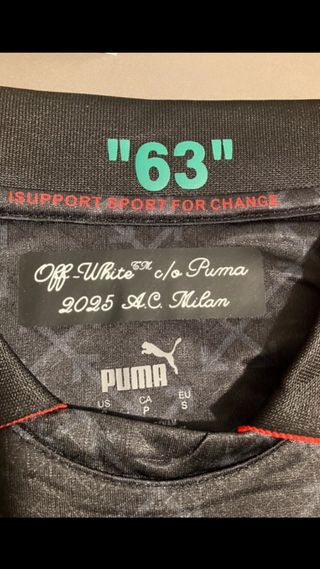 "63"
ISUPPORT SPORT FOR CHANGE
Off-White™ c/o Puma
2025 A.C. Milan
PUMA
US CA EU
S P S